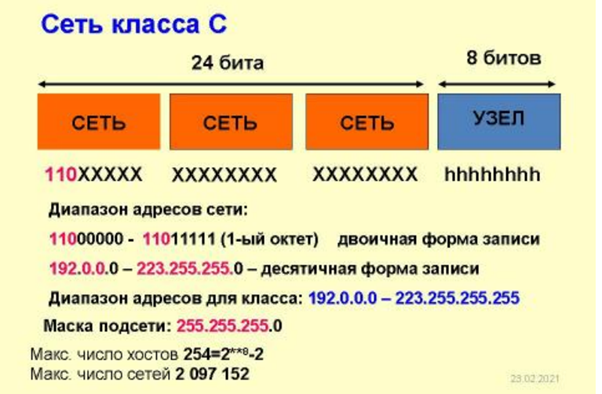 Сеть класса С
24 бита
8 битов
СЕТЬ СЕТЬ СЕТЬ УЗЕЛ
110XXXXX XXXXXXXX XXXXXXXX hhhhhhhh
Диапазон адресов сети:
11000000 - 11011111 (1-ый октет) двоичная форма записи
192.0.0.0 – 223.255.255.0 – десятичная форма записи
Диапазон адресов для класса: 192.0.0.0 – 223.255.255.255
Маска подсети: 255.255.255.0
Макс. число хостов 254=2**8-2
Макс. число сетей 2 097 152
23.02.2021